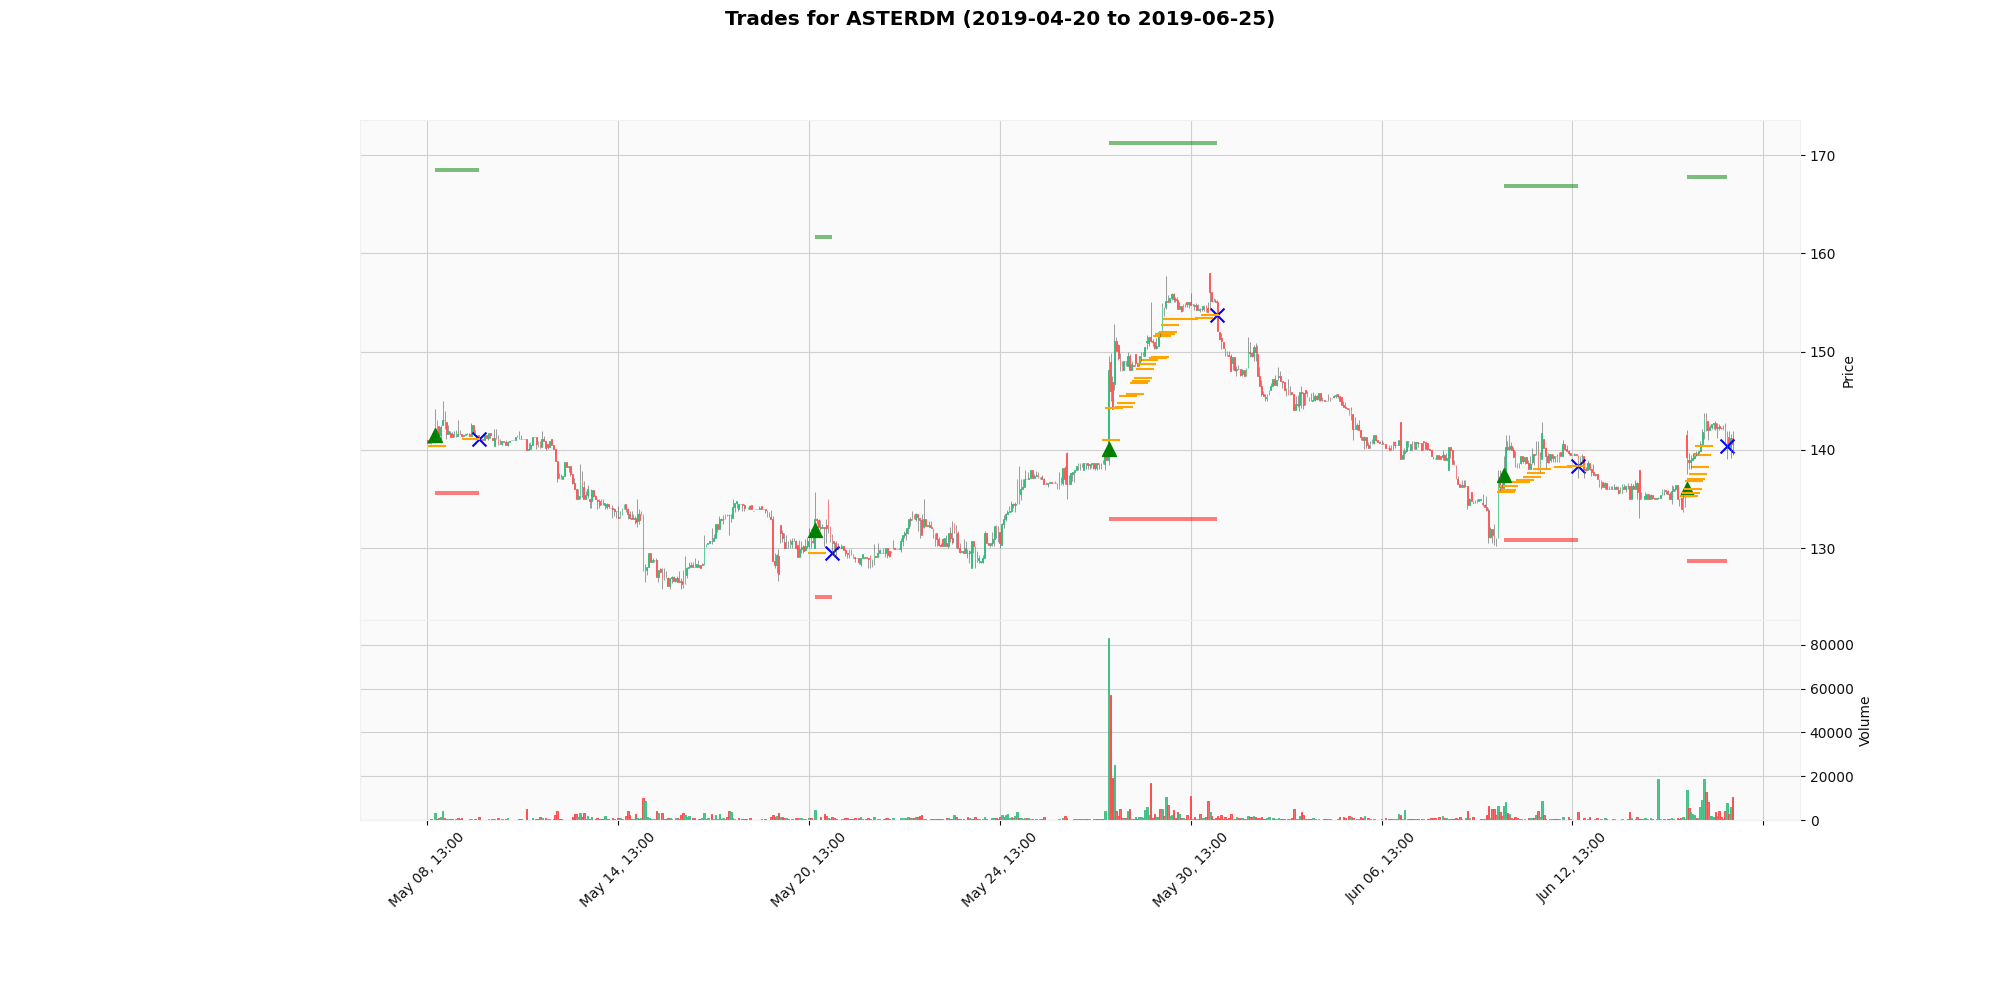 Trades for ASTERDM (2019-04-20 to 2019-06-25)
170
160
150
140
130
Price
80000
60000
40000
20000
0
Volume
May 08, 13:00
May 14, 13:00
May 20, 13:00
May 24, 13:00
May 30, 13:00
Jun 06, 13:00
Jun 12, 13:00